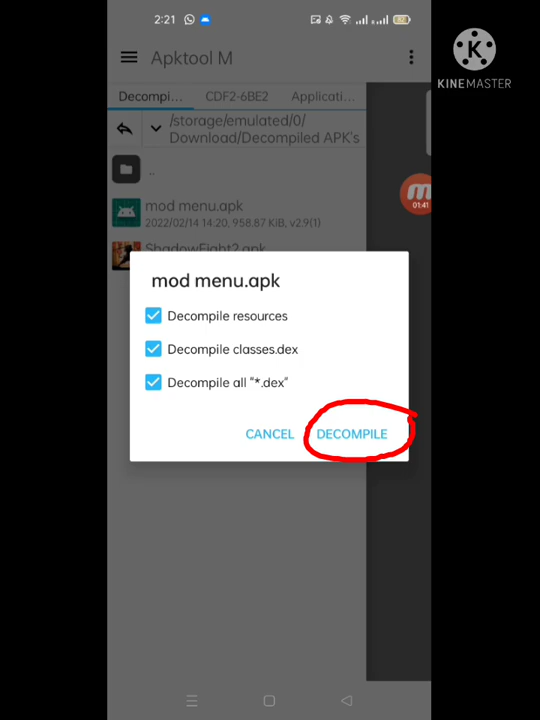 2:21
62
Apktool M
K
KINEMASTER
Decompi...
CDF2-6BE2
Applicati...
/storage/emulated/0/
Download/Decompiled APK's
..
mod menu.apk
2022/02/14 14:20, 958.87 KiB, v2.9(1)
01:41
ShadowFight2.apk
mod menu.apk
Decompile resources
Decompile classes.dex
Decompile all "*.dex"
CANCEL
DECOMPILE